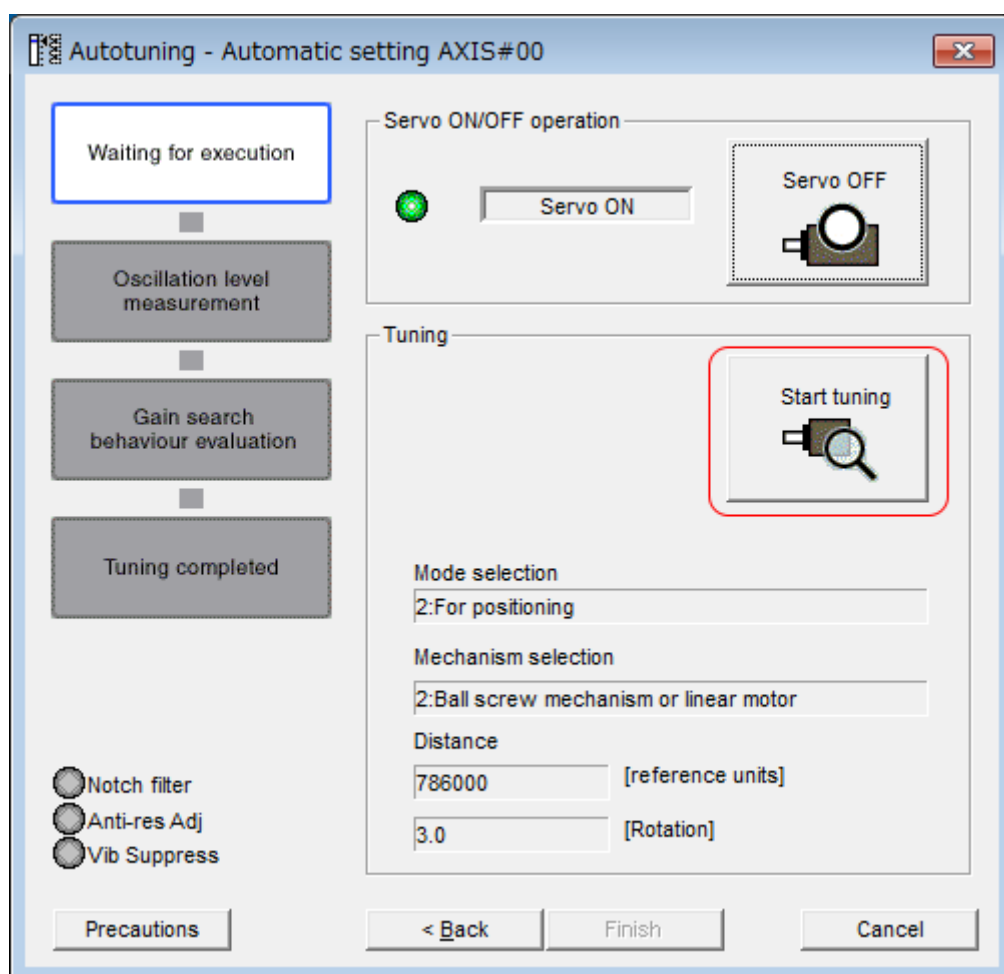 Autotuning - Automatic setting AXIS#00
Waiting for execution
Oscillation level
measurement
Gain search
behaviour evaluation
Tuning completed
Notch filter
Anti-res Adj
Vib Suppress
Servo ON/OFF operation
Servo ON
Servo OFF
Tuning
Start tuning
Mode selection
2:For positioning
Mechanism selection
2:Ball screw mechanism or linear motor
Distance
786000 [reference units]
3.0 [Rotation]
Precautions
< Back
Finish
Cancel